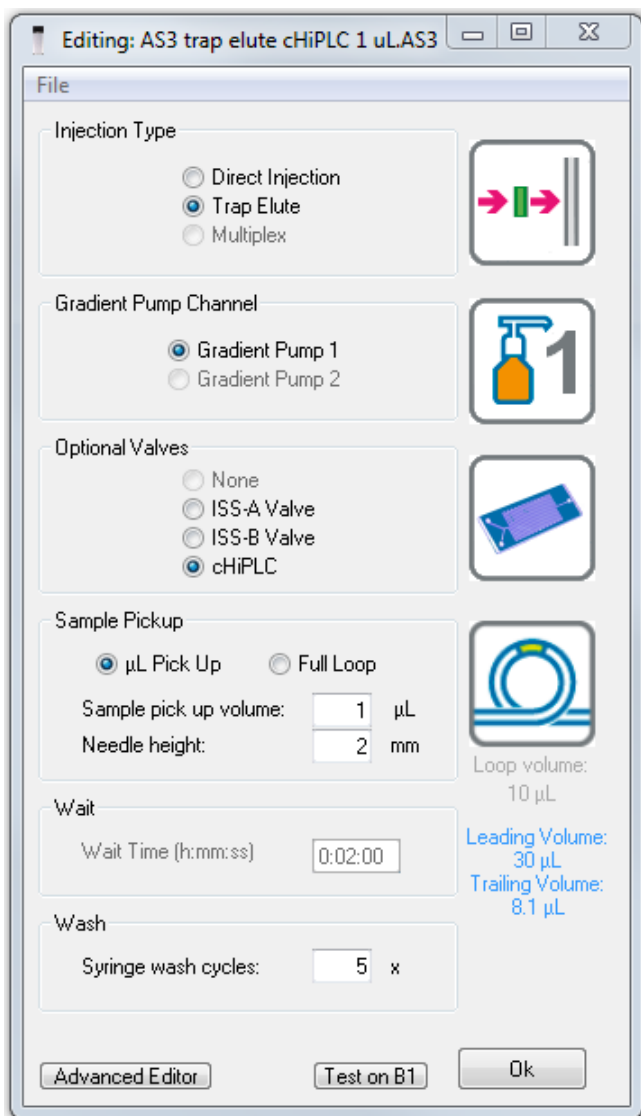 Editing: AS3 trap elute cHiPLC 1 uL.AS3
File
Injection Type
Direct Injection
Trap Elute
Multiplex
Gradient Pump Channel
Gradient Pump 1
Gradient Pump 2
1
Optional Valves
None
ISS-A Valve
ISS-B Valve
cHiPLC
Sample Pickup
µL Pick Up Full Loop
Sample pick up volume: 1 µL
Needle height: 2 mm
Loop volume:
10 µL
Wait
Wait Time (h:mm:ss) 0:02:00
Leading Volume:
30 µL
Trailing Volume:
8.1 µL
Wash
Syringe wash cycles: 5 x
Advanced Editor Test on B1 Ok